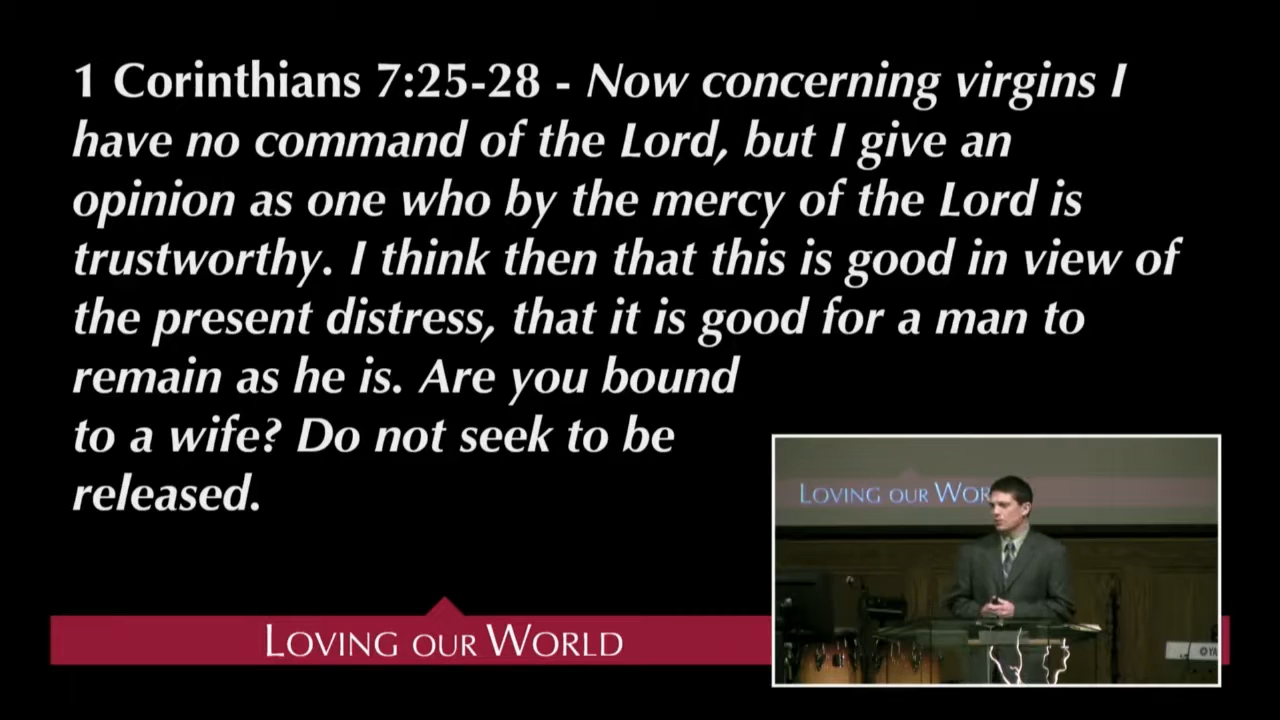 1 Corinthians 7:25-28 - Now concerning virgins I
have no command of the Lord, but I give an
opinion as one who by the mercy of the Lord is
trustworthy. I think then that this is good in view of
the present distress, that it is good for a man to
remain as he is. Are you bound
to a wife? Do not seek to be
released.
LOVING OUR WOR
LOVING OUR WORLD